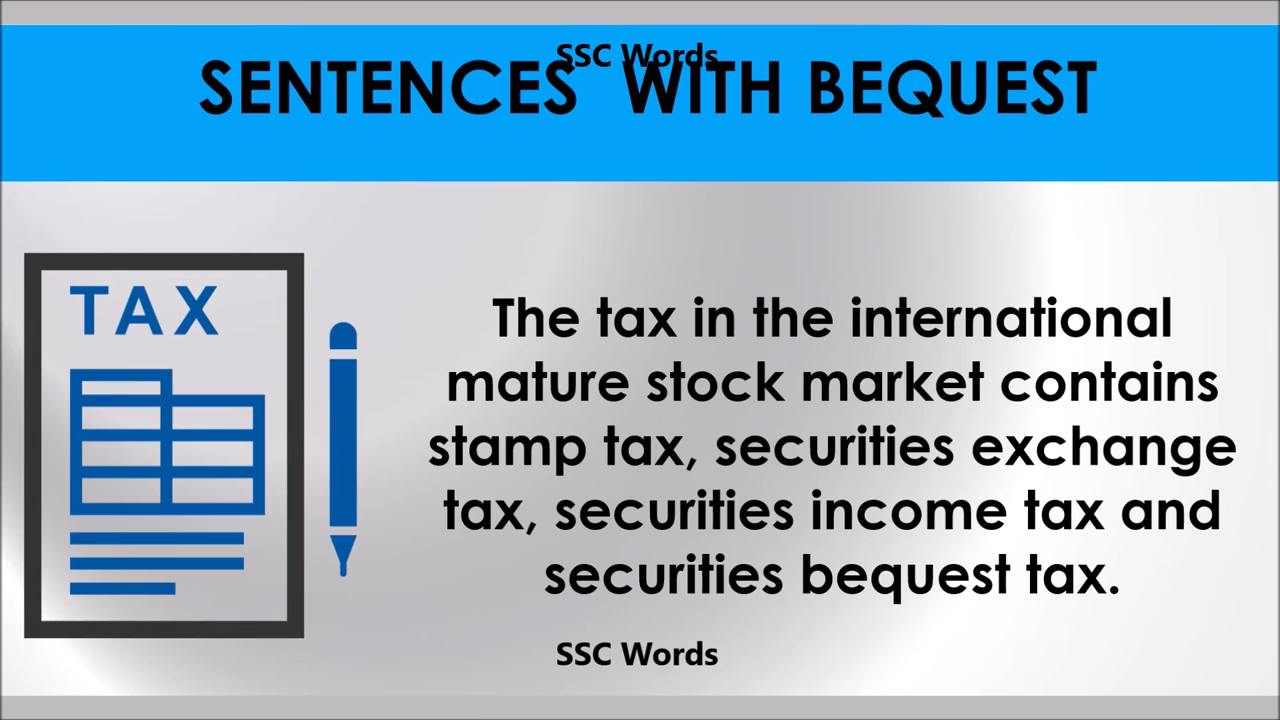 SSC Words
SENTENCES WITH BEQUEST
TAX
The tax in the international
mature stock market contains
stamp tax, securities exchange
tax, securities income tax and
securities bequest tax.
SSC Words